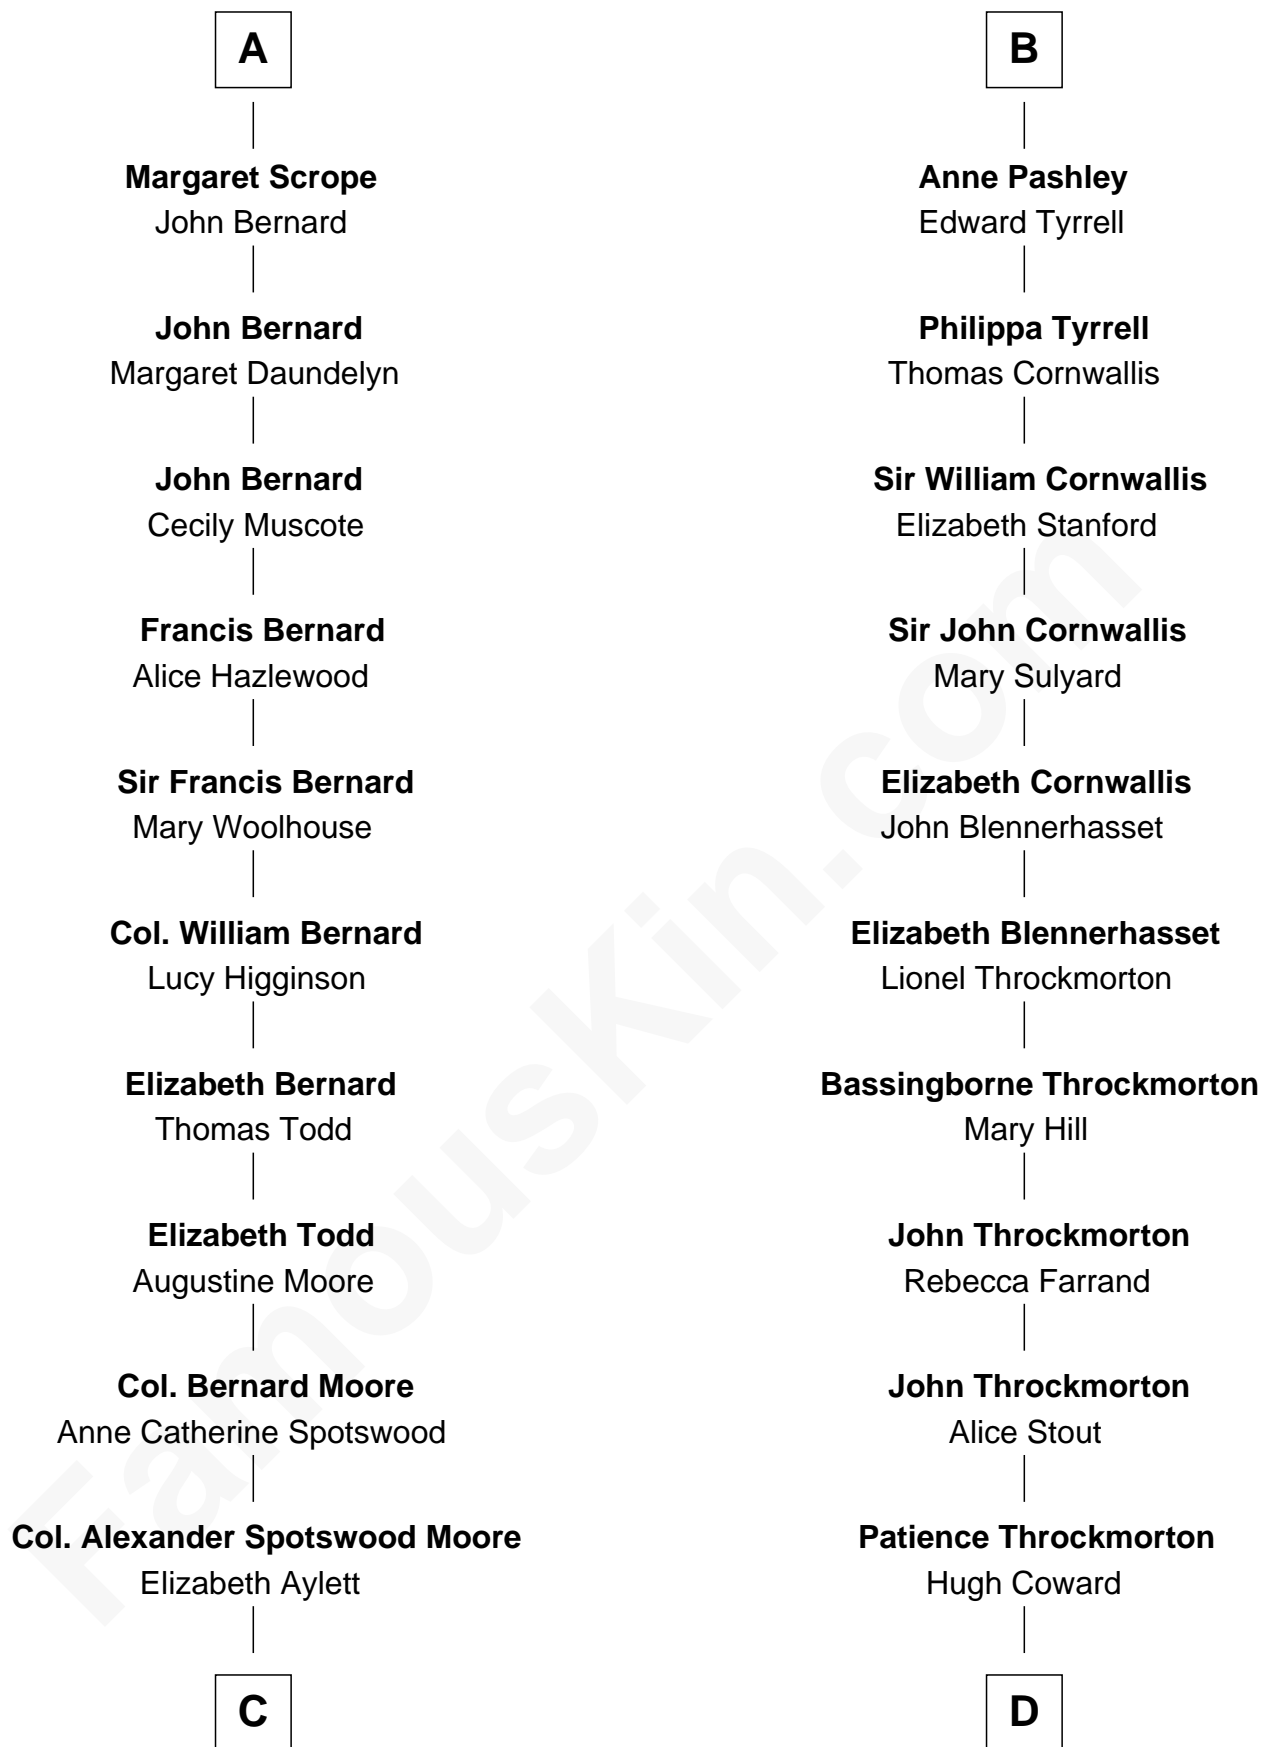 A
Margaret Scrope
John Bernard
John Bernard
Margaret Daundelyn
John Bernard
Cecily Muscote
Francis Bernard
Alice Hazlewood
Sir Francis Bernard
Mary Woolhouse
Col. William Bernard
Lucy Higginson
Elizabeth Bernard
Thomas Todd
Elizabeth Todd
Augustine Moore
Col. Bernard Moore
Anne Catherine Spotswood
Col. Alexander Spotswood Moore
Elizabeth Aylett
C
B
Anne Pashley
Edward Tyrrell
Philippa Tyrrell
Thomas Cornwallis
Sir William Cornwallis
Elizabeth Stanford
Sir John Cornwallis
Mary Sulyard
Elizabeth Cornwallis
John Blennerhasset
Elizabeth Blennerhasset
Lionel Throckmorton
Bassingborne Throckmorton
Mary Hill
John Throckmorton
Rebecca Farrand
John Throckmorton
Alice Stout
Patience Throckmorton
Hugh Coward
D
FamousKin.com